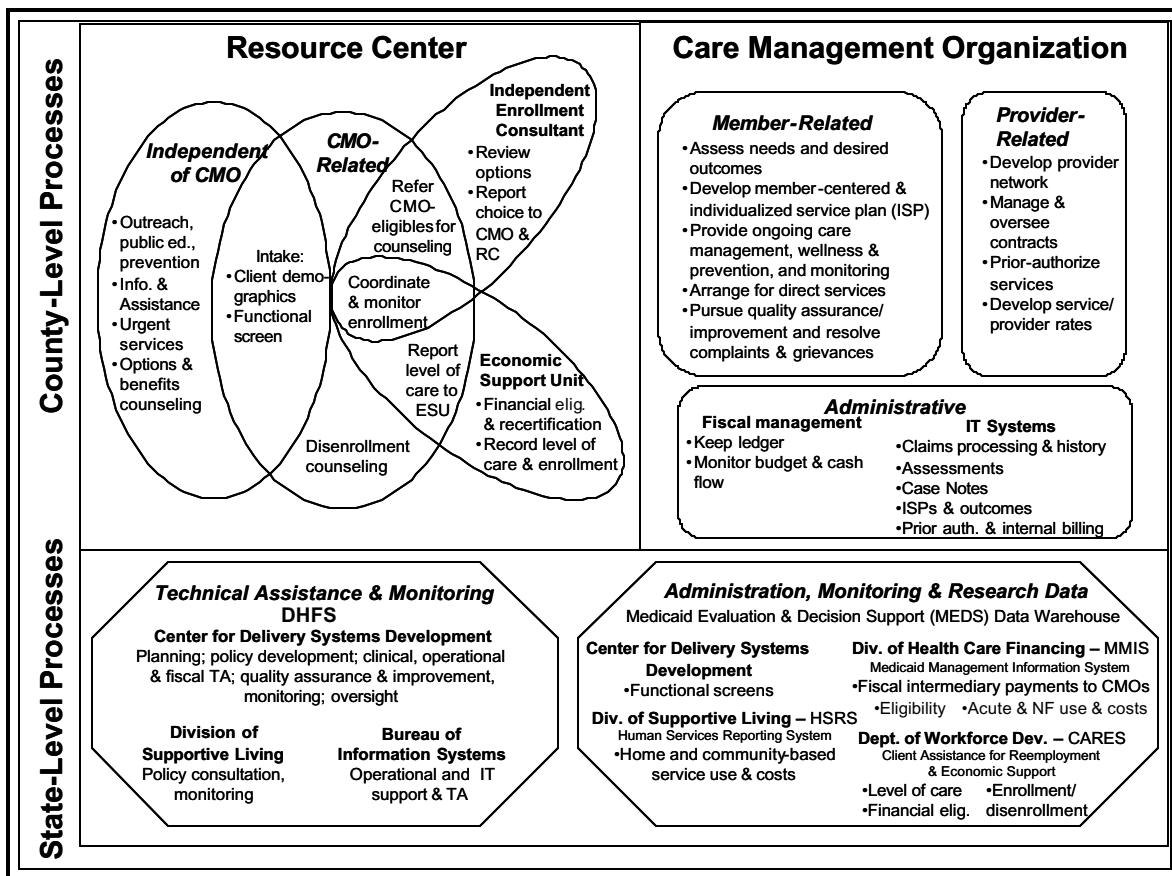 County-Level Processes
Resource Center
Independent
of CMO
• Outreach,
public ed.,
prevention
• Info. &
Assistance
• Urgent
services
• Options &
benefits
counseling
Intake:
• Client demo-
graphics
• Functional
screen
CMO-
Related
Refer
CMO-
eligibles for
counseling
Coordinate
& monitor
enrollment
Report
level of
care to
ESU
Disenrollment
counseling
Independent
Enrollment
Consultant
• Review
options
• Report
choice to
CMO &
RC
Economic
Support Unit
• Financial elig.
& recertification
• Record level of
care & enrollment
Care Management Organization
Member-Related
•Assess needs and desired
outcomes
•Develop member-centered &
individualized service plan (ISP)
•Provide ongoing care
management, wellness &
prevention, and monitoring
•Arrange for direct services
•Pursue quality assurance/
improvement and resolve
complaints & grievances
Provider-
Related
•Develop provider
network
•Manage &
oversee
contracts
•Prior-authorize
services
•Develop service/
provider rates
Administrative
Fiscal management
•Keep ledger
•Monitor budget & cash
flow
IT Systems
•Claims processing & history
•Assessments
•Case Notes
•ISPs & outcomes
•Prior auth. & internal billing
State-Level Processes
Technical Assistance & Monitoring
DHFS
Center for Delivery Systems Development
Planning; policy development; clinical, operational
& fiscal TA; quality assurance & improvement,
monitoring; oversight
Division of
Supportive Living
Policy consultation,
monitoring
Bureau of
Information Systems
Operational and IT
support & TA
Administration, Monitoring & Research Data
Medicaid Evaluation & Decision Support (MEDS) Data Warehouse
Center for Delivery Systems
Development
•Functional screens
Div. of Supportive Living – HSRS
Human Services Reporting System
•Home and community-based
service use & costs
Div. of Health Care Financing – MMIS
Medicaid Management Information System
•Fiscal intermediary payments to CMOs
•Eligibility •Acute & NF use & costs
Dept. of Workforce Dev. – CARES
Client Assistance for Reemployment
& Economic Support
•Level of care •Enrollment/
•Financial elig. disenrollment